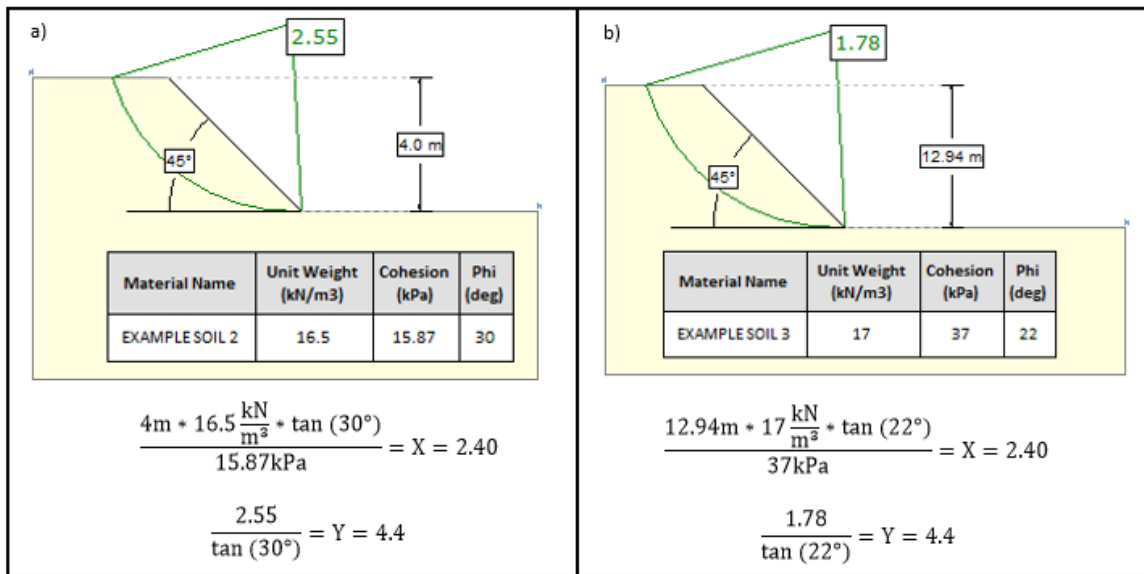 a)
2.55
4.0 m
45°
Material Name Unit Weight (kN/m3) Cohesion (kPa) Phi (deg)
EXAMPLE SOIL 2 16.5 15.87 30
4m * 16.5 kN/m³ * tan (30°) / 15.87kPa = X = 2.40
2.55 / tan (30°) = Y = 4.4
b)
1.78
12.94 m
45°
Material Name Unit Weight (kN/m3) Cohesion (kPa) Phi (deg)
EXAMPLE SOIL 3 17 37 22
12.94m * 17 kN/m³ * tan (22°) / 37kPa = X = 2.40
1.78 / tan (22°) = Y = 4.4